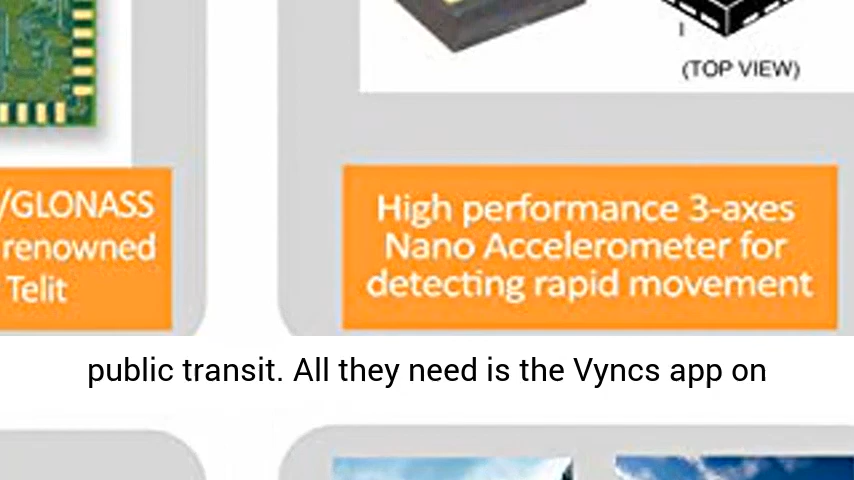 (TOP VIEW)
/GLONASS
renowned
Telit
High performance 3-axes
Nano Accelerometer for
detecting rapid movement
public transit. All they need is the Vyncs app on